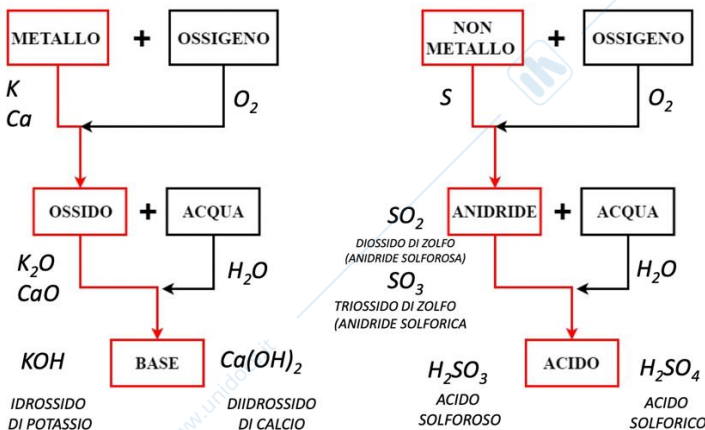 METALLO + OSSIGENO
K
Ca
O₂
OSSIDO + ACQUA
K₂O
CaO
H₂O
KOH
BASE
Ca(OH)₂
IDROSSIDO
DI POTASSIO
DIIDROSSIDO
DI CALCIO
NON
METALLO
+ OSSIGENO
S
O₂
SO₂
ANIDRIDE + ACQUA
DIOSSIDO DI ZOLFO
(ANIDRIDE SOLFOROSA)
SO₃
H₂O
TRIOSSIDO DI ZOLFO
(ANIDRIDE SOLFORICA
H₂SO₃
ACIDO
H₂SO₄
ACIDO
SOLFOROSO
ACIDO
SOLFORICO